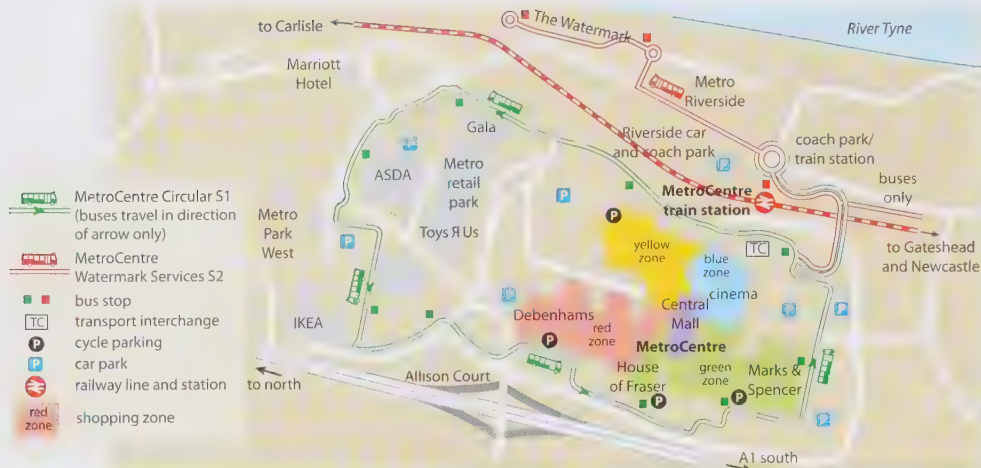 to Carlisle
The Watermark
River Tyne
Marriott
Hotel
Metro
Riverside
Gala
Riverside car
and coach park
coach park/
train station
ASDA
Metro
retail
park
MetroCentre
train station
buses
only
MetroCentre Circular S1
(buses travel in direction
of arrow only)
Metro
Park
West
Toys Я Us
to Gateshead
and Newcastle
yellow
zone
blue
zone
TC
MetroCentre
Watermark Services S2
bus stop
TC
transport interchange
P
cycle parking
P
car park
railway line and station
red
zone
shopping zone
cinema
Central
Mall
IKEA
Debenhams
red
zone
MetroCentre
to north
Allison Court
House
of Fraser
green
zone
Marks &
Spencer
A1 south
P
P
P
P
P
P